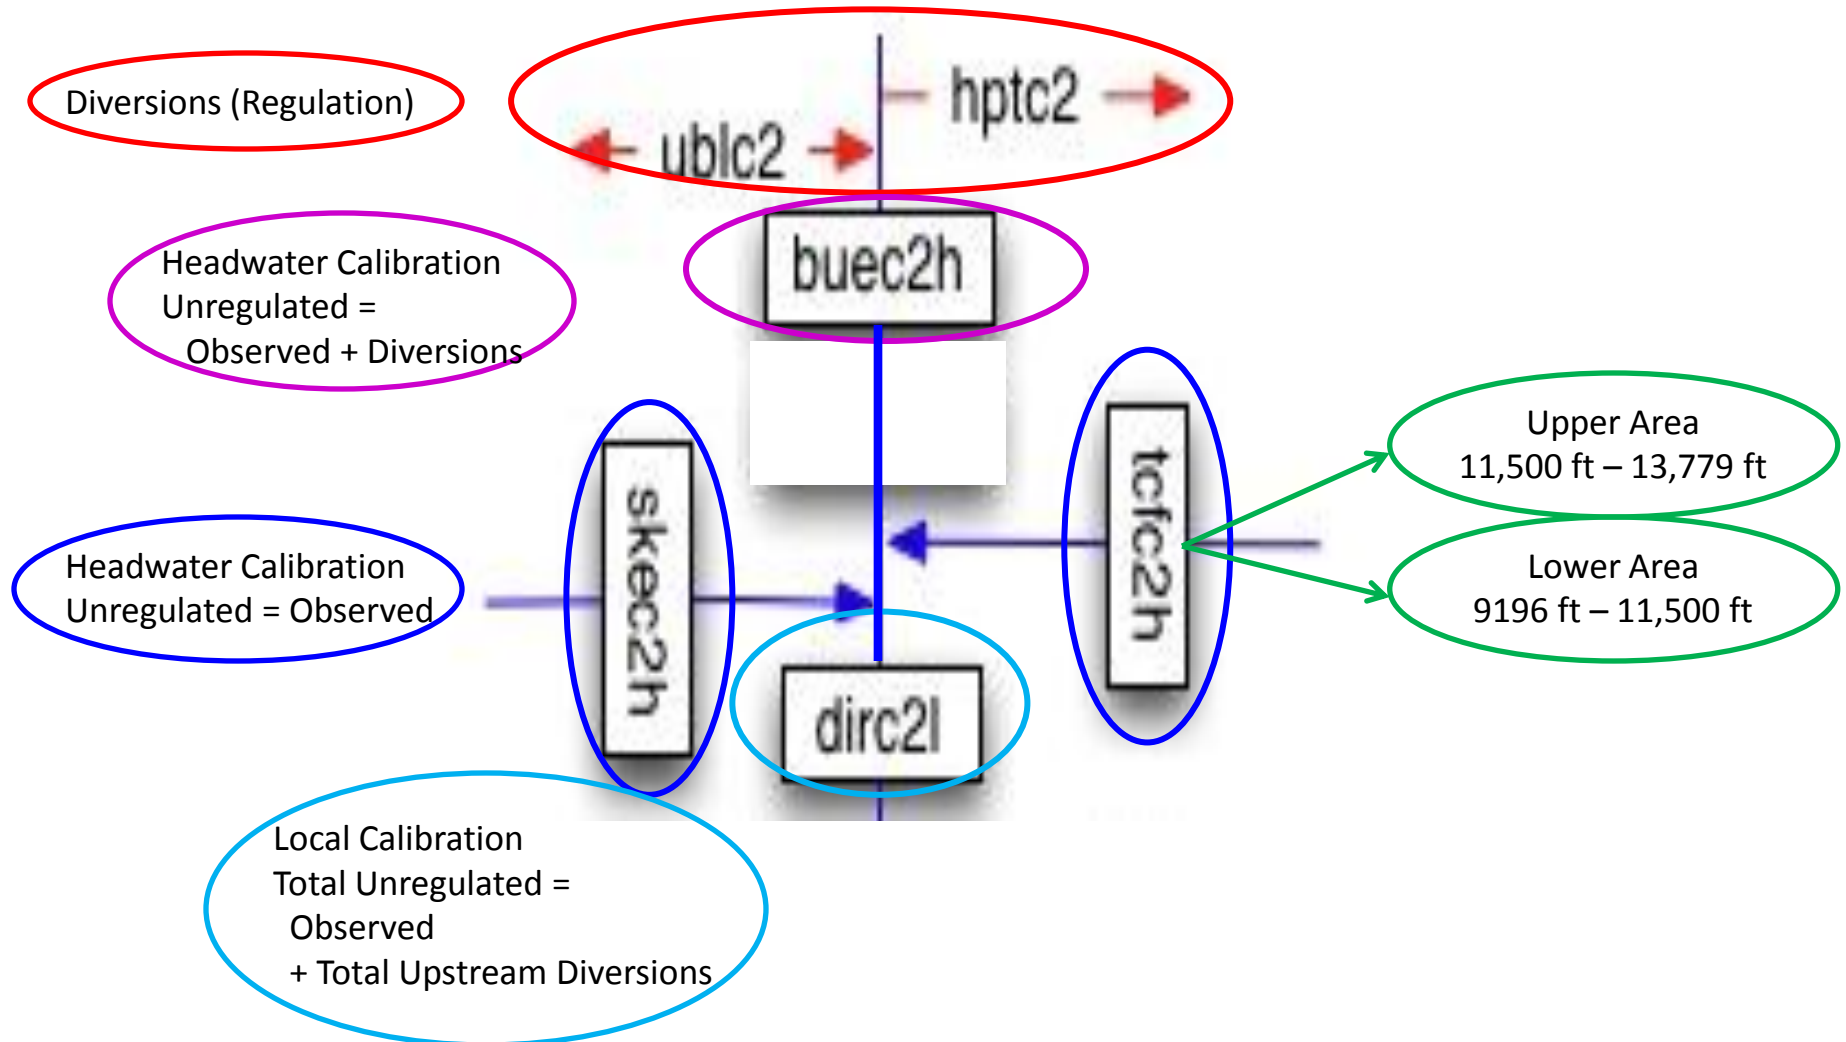 Diversions (Regulation)
hptc2
ublc2
Headwater Calibration
Unregulated =
Observed + Diversions
buec2h
Upper Area
11,500 ft – 13,779 ft
tcfc2h
skec2h
Headwater Calibration
Unregulated = Observed
Lower Area
9196 ft – 11,500 ft
dirc2l
Local Calibration
Total Unregulated =
Observed
+ Total Upstream Diversions